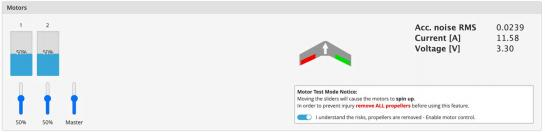 Motors
1 2
50% 50%
50% 50% Master
Acc. noise RMS 0.0239
Current [A] 11.58
Voltage [V] 3.30
Motor Test Mode Notice:
Moving the sliders will cause the motors to spin up.
In order to prevent injury remove ALL propellers before using this feature.
I understand the risks, propellers are removed - Enable motor control.